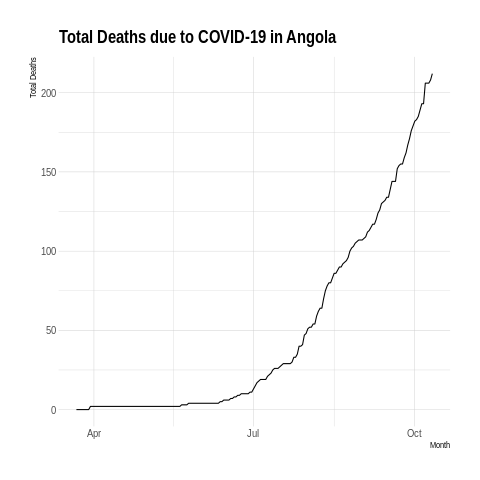 Total Deaths due to COVID-19 in Angola
Total Deaths
200
150
100
50
0
Apr
Jul
Oct
Month